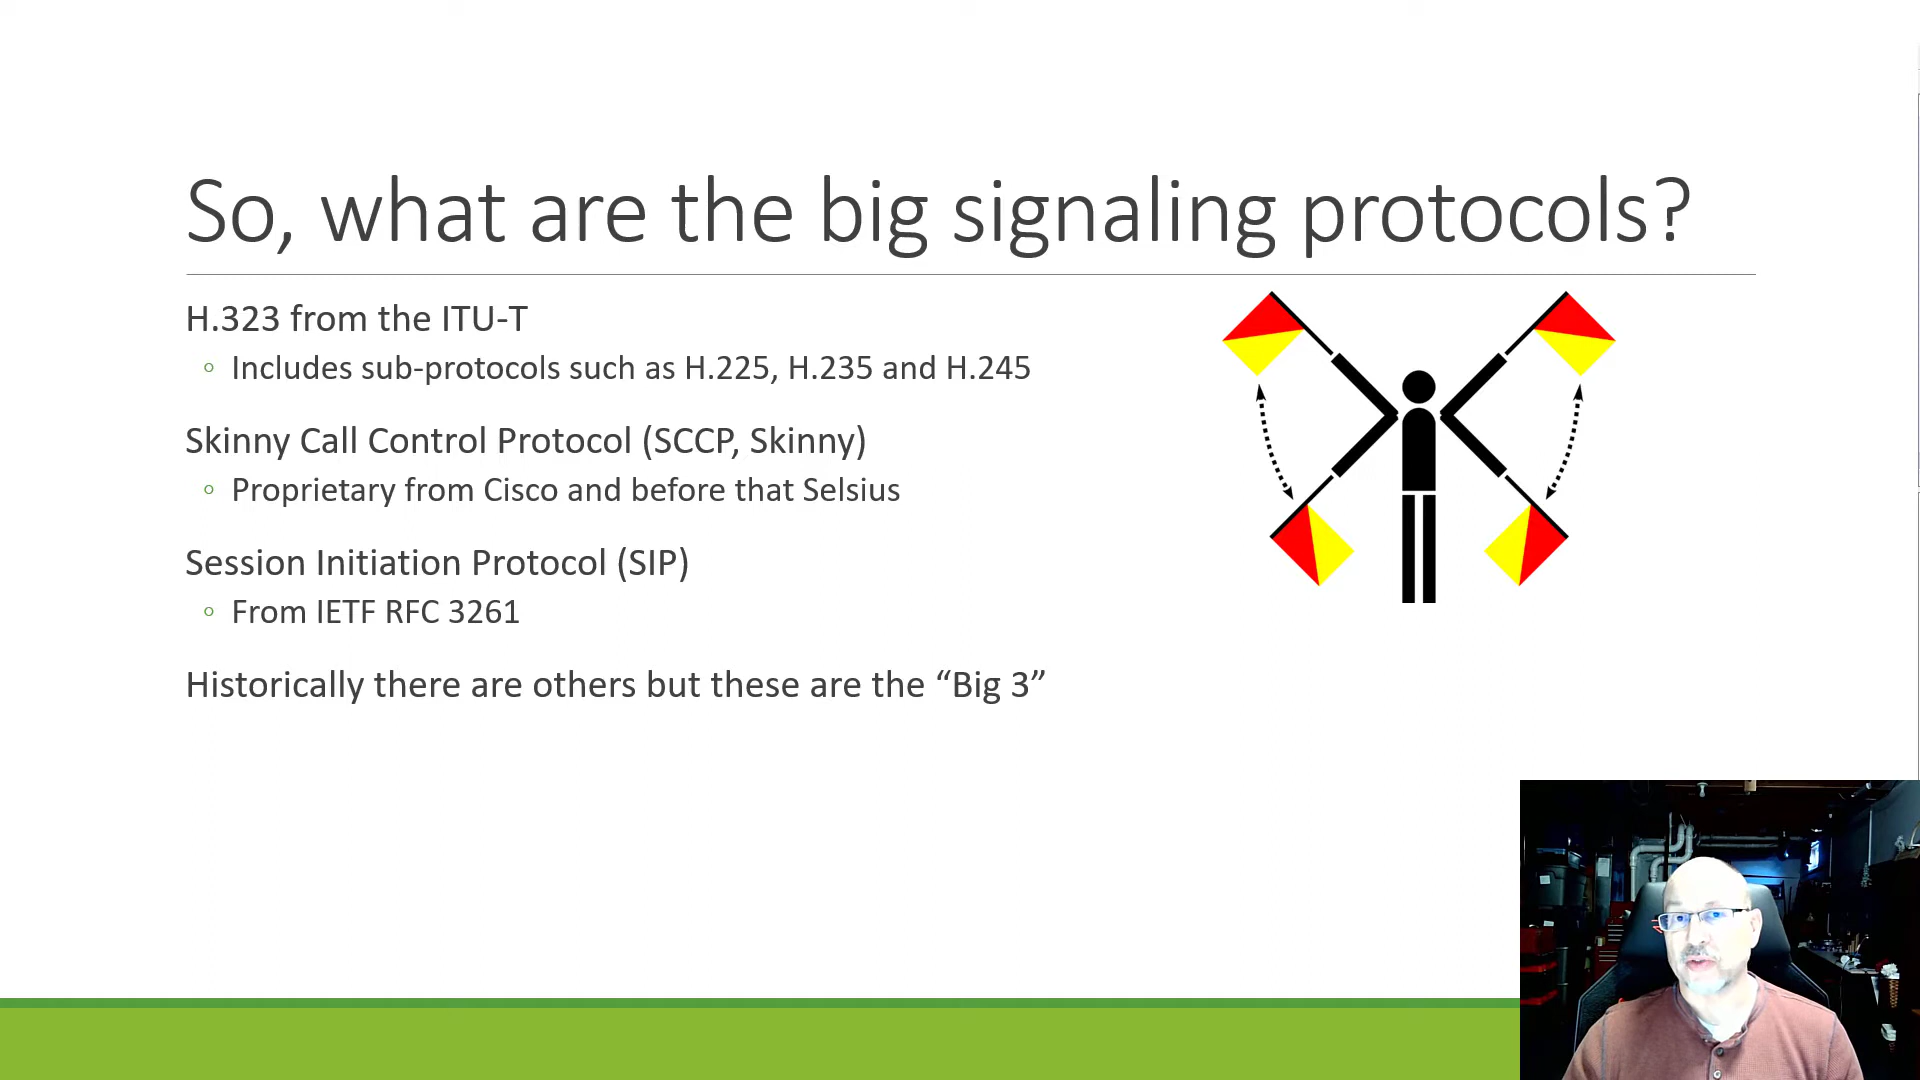 So, what are the big signaling protocols?
H.323 from the ITU-T
◦ Includes sub-protocols such as H.225, H.235 and H.245
Skinny Call Control Protocol (SCCP, Skinny)
◦ Proprietary from Cisco and before that Selsius
Session Initiation Protocol (SIP)
◦ From IETF RFC 3261
Historically there are others but these are the “Big 3”